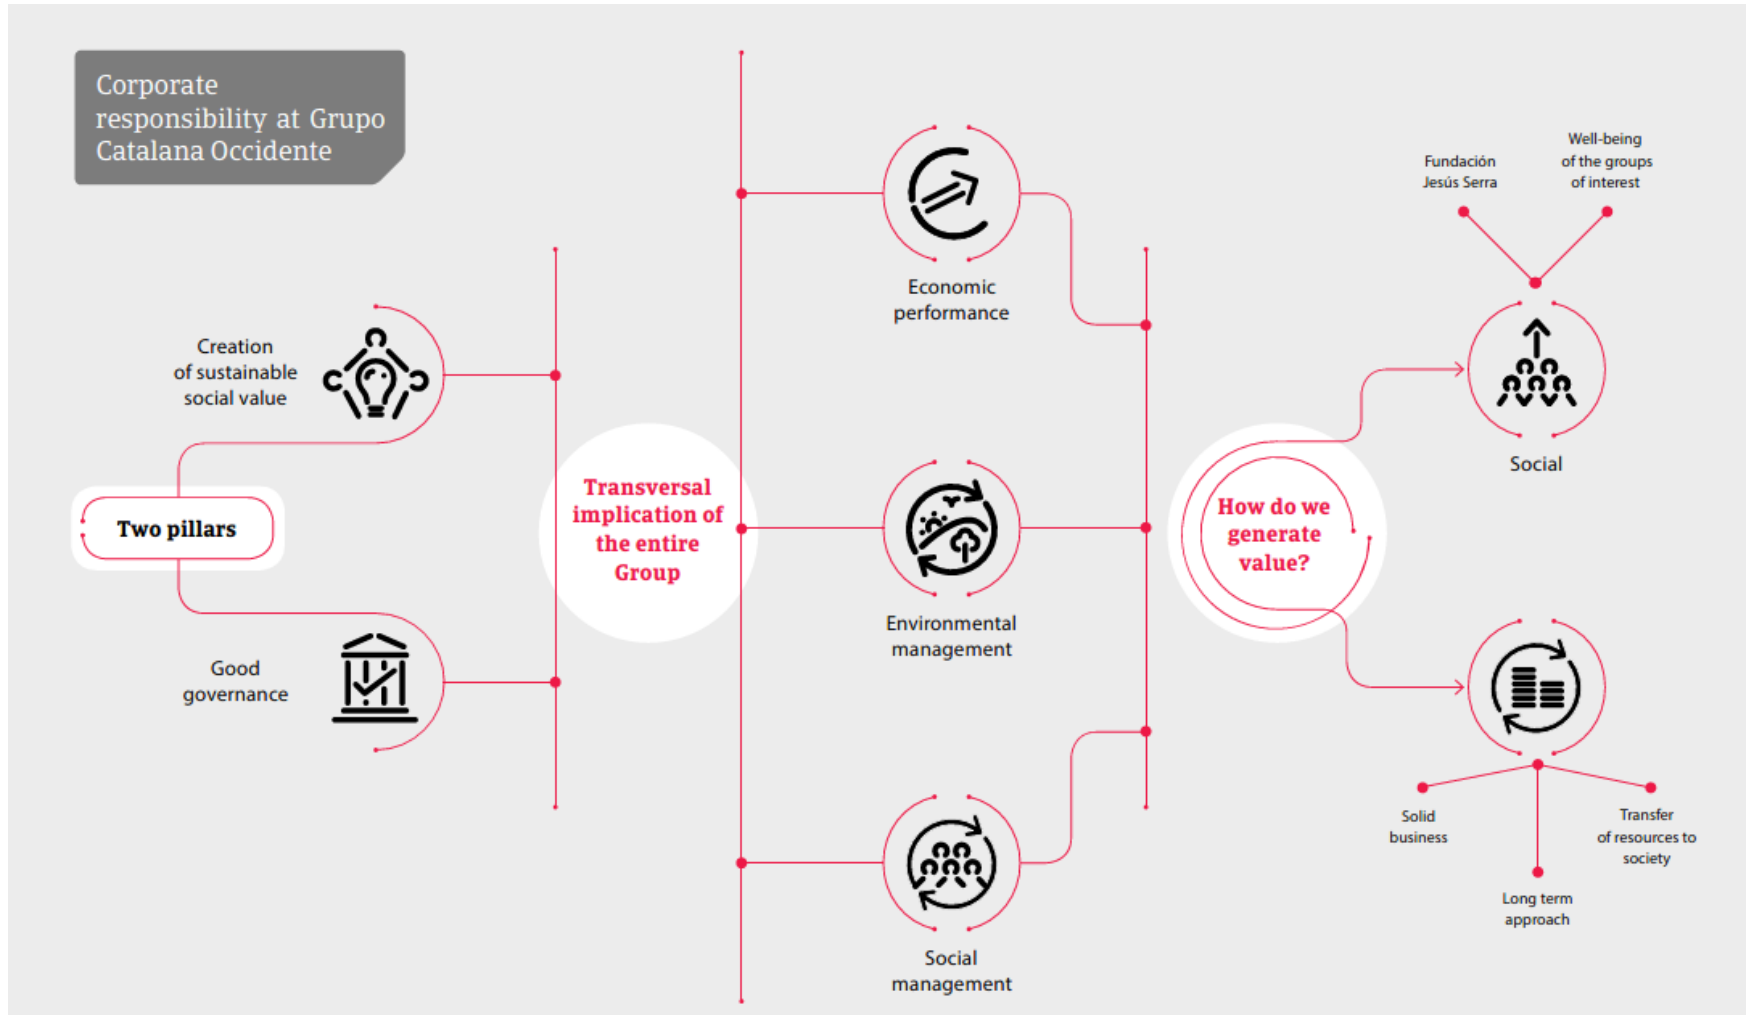 Corporate
responsibility at Grupo
Catalana Occidente
Creation
of sustainable
social value
Two pillars
Good
governance
Transversal
implication of
the entire
Group
Economic
performance
Environmental
management
Social
management
How do we
generate
value?
Fundación
Jesús Serra
Well-being
of the groups
of interest
Social
Solid
business
Long term
approach
Transfer
of resources to
society